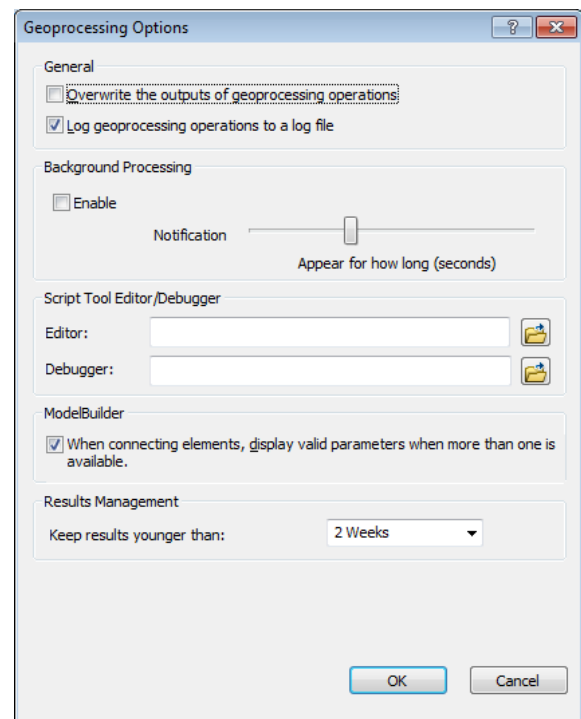 Geoprocessing Options
General
Overwrite the outputs of geoprocessing operations
Log geoprocessing operations to a log file
Background Processing
Enable
Notification
Appear for how long (seconds)
Script Tool Editor/Debugger
Editor:
Debugger:
ModelBuilder
When connecting elements, display valid parameters when more than one is
available.
Results Management
Keep results younger than: 2 Weeks
OK Cancel